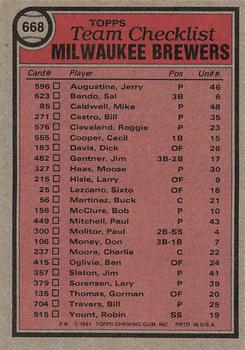 668
TOPPS
Team Checklist
MILWAUKEE BREWERS
Card# Player Pos Unif#
596 □ Augustine, Jerry P 46
623 □ Bando, Sal 3B 6
85 □ Caldwell, Mike P 48
271 □ Castro, Bill P 35
576 □ Cleveland, Reggie P 23
555 □ Cooper, Cecil 1B 15
183 □ Davis, Dick OF 26
482 □ Gantner, Jim 3B-2B 17
327 □ Haas, Moose P 30
215 □ Hisle, Larry OF 9
25 □ Lezcano, Sixto OF 16
56 □ Martinez, Buck C 21
156 □ McClure, Bob P 10
449 □ Mitchell, Paul P 43
300 □ Molitor, Paul 2B-SS 4
106 □ Money, Don 3B-1B 7
237 □ Moore, Charlie C 22
415 □ Oglivie, Ben OF 24
357 □ Slaton, Jim P 41
379 □ Sorensen, Lary P 39
135 □ Thomas, Gorman OF 20
704 □ Travers, Bill P 25
515 □ Yount, Robin SS 19
© 1981 TOPPS CHEWING GUM, INC. PRTD. IN U.S.A.